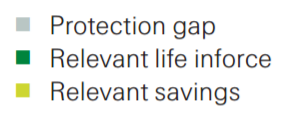 Protection gap
Relevant life inforce
Relevant savings